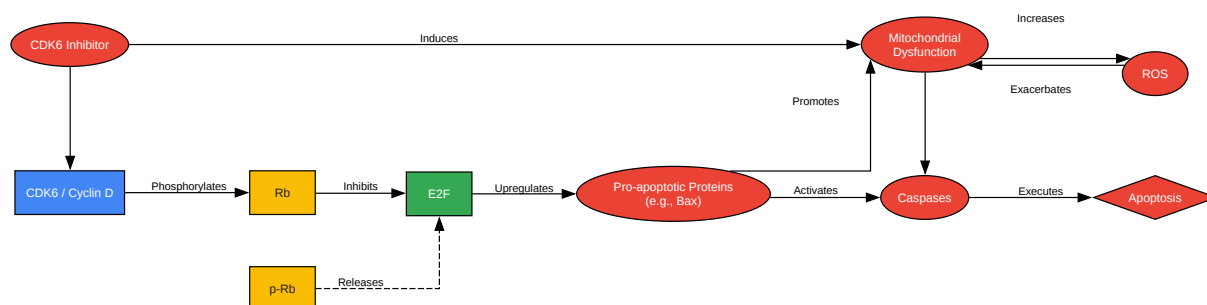 Increases
CDK6 Inhibitor
Induces
Mitochondrial
Dysfunction
ROS
Exacerbates
Promotes
CDK6 / Cyclin D
Phosphorylates
Rb
Inhibits
E2F
Upregulates
Pro-apoptotic Proteins
(e.g., Bax)
Activates
Caspases
Executes
Apoptosis
p-Rb
Releases